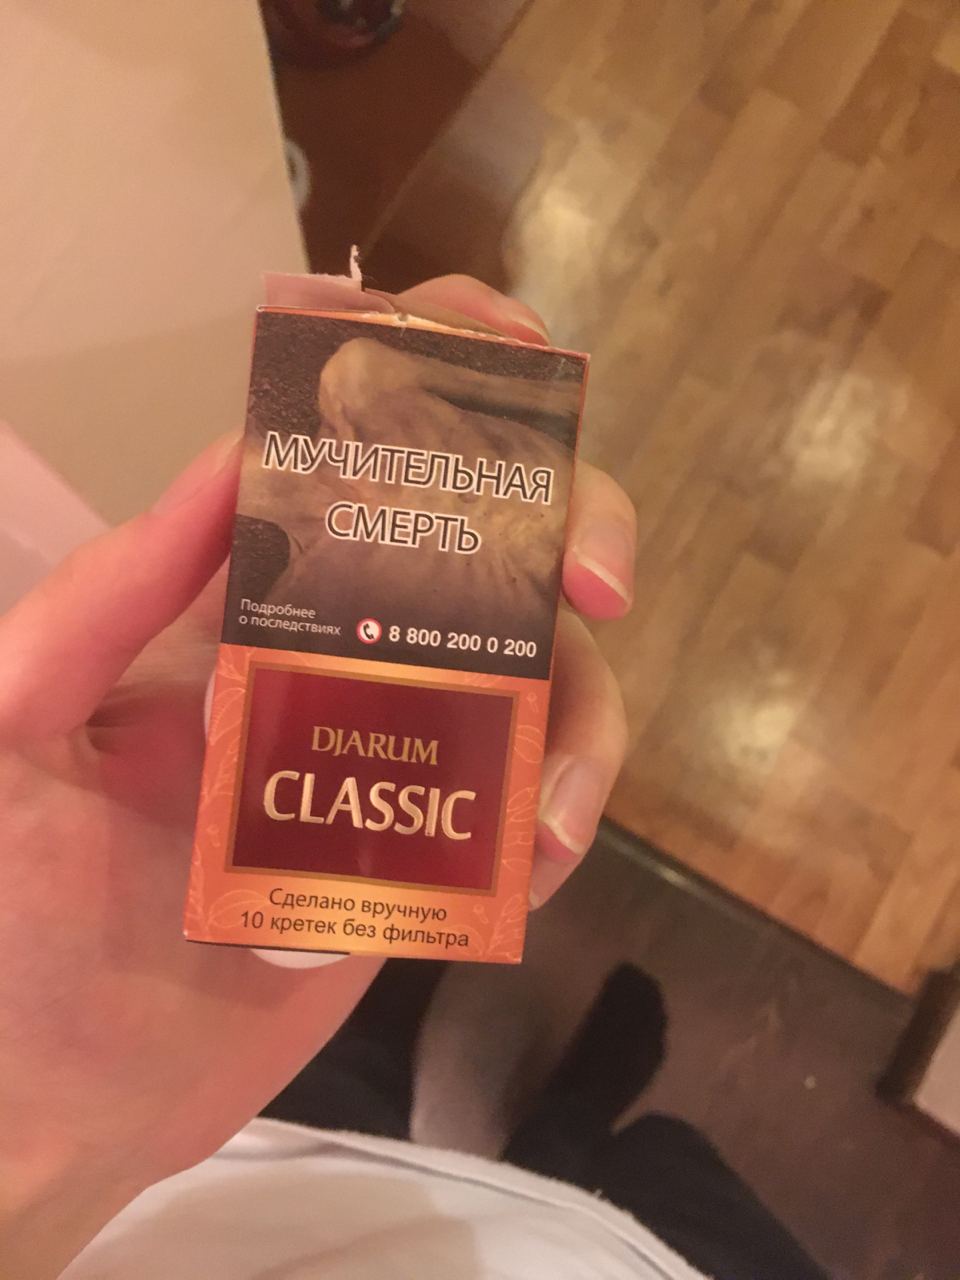 МУЧИТЕЛЬНАЯ
СМЕРТЬ
Подробнее
о последствиях
8 800 200 0 200
DJARUM
CLASSIC
Сделано вручную
10 кретек без фильтра